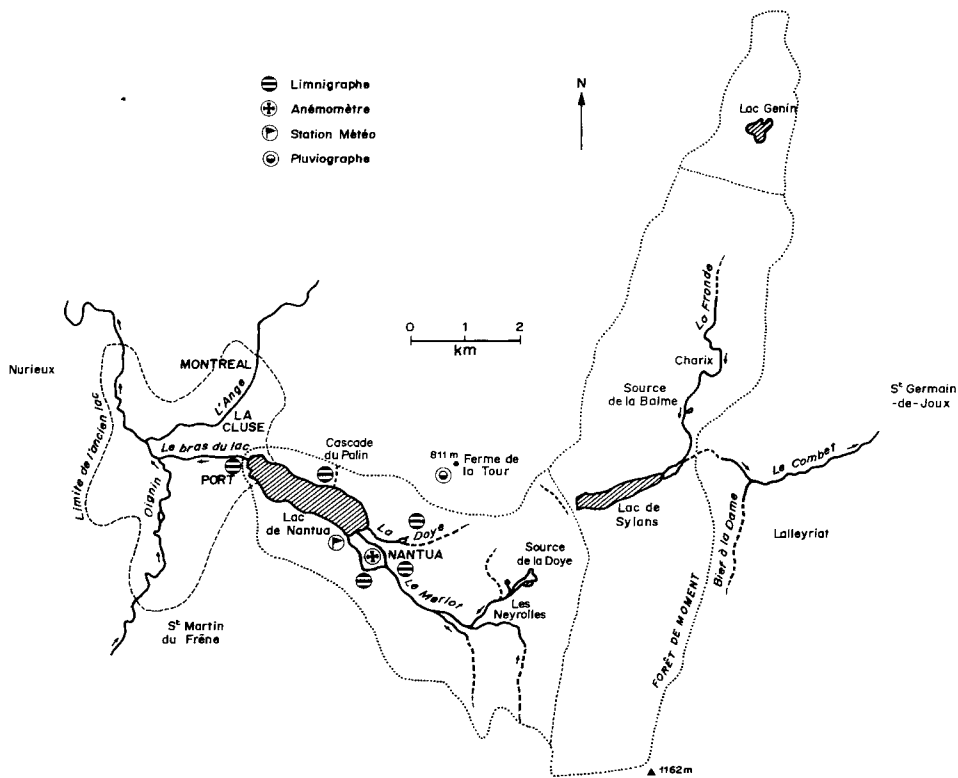 Limnigraphe
Anémomètre
Station Météo
Pluviographe
N
Lac Genin
0 1 2
km
La Fronde
Charix
Source
de la Balme
St Germain
-de-Joux
Nurieux
MONTREAL
L'Ange
LA
CLUSE
Limite de l'ancien lac
Le bras du lac
PORT
Oignin
Cascade
du Palin
811 m
Ferme de
la Tour
Le Combet
Lac de
Sylans
Bief à la Dame
Lalleyriat
Lac
de Nantua
La Doye
NANTUA
Source
de la Doye
Le Merlot
Les
Neyrolles
St Martin
du Frêne
FORÊT DE MOMENT
1162 m